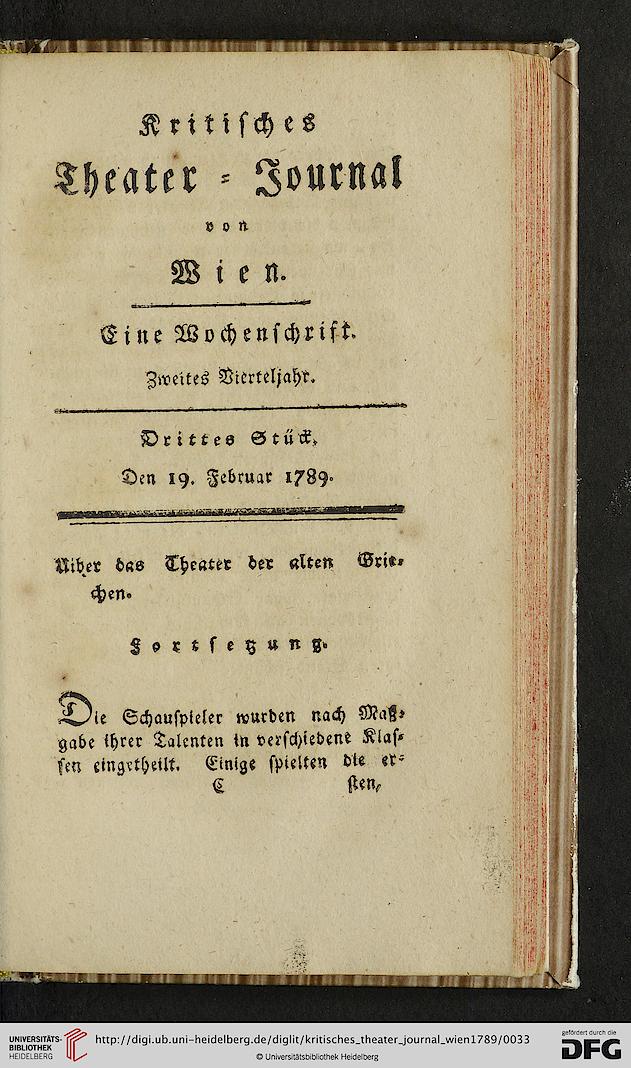 Kritiſches
Theater = Journal
von
Wien.
Eine Wochenſchrift.
Zweites Vierteljahr.
Drittes Stück.
Den 19. Februar 1789.
Uiber das Theater der alten Grie=
chen.
Fortſetzung.
Die Schauſpieler wurden nach Maß=
gabe ihrer Talenten in verſchiedene Klaſ=
ſen eingetheilt. Einige ſpielten die er=
C ſten,
UNIVERSITÄTS-
BIBLIOTHEK
HEIDELBERG
http://digi.ub.uni-heidelberg.de/diglit/kritisches_theater_journal_wien1789/0033
© Universitätsbibliothek Heidelberg
gefördert durch die
DFG